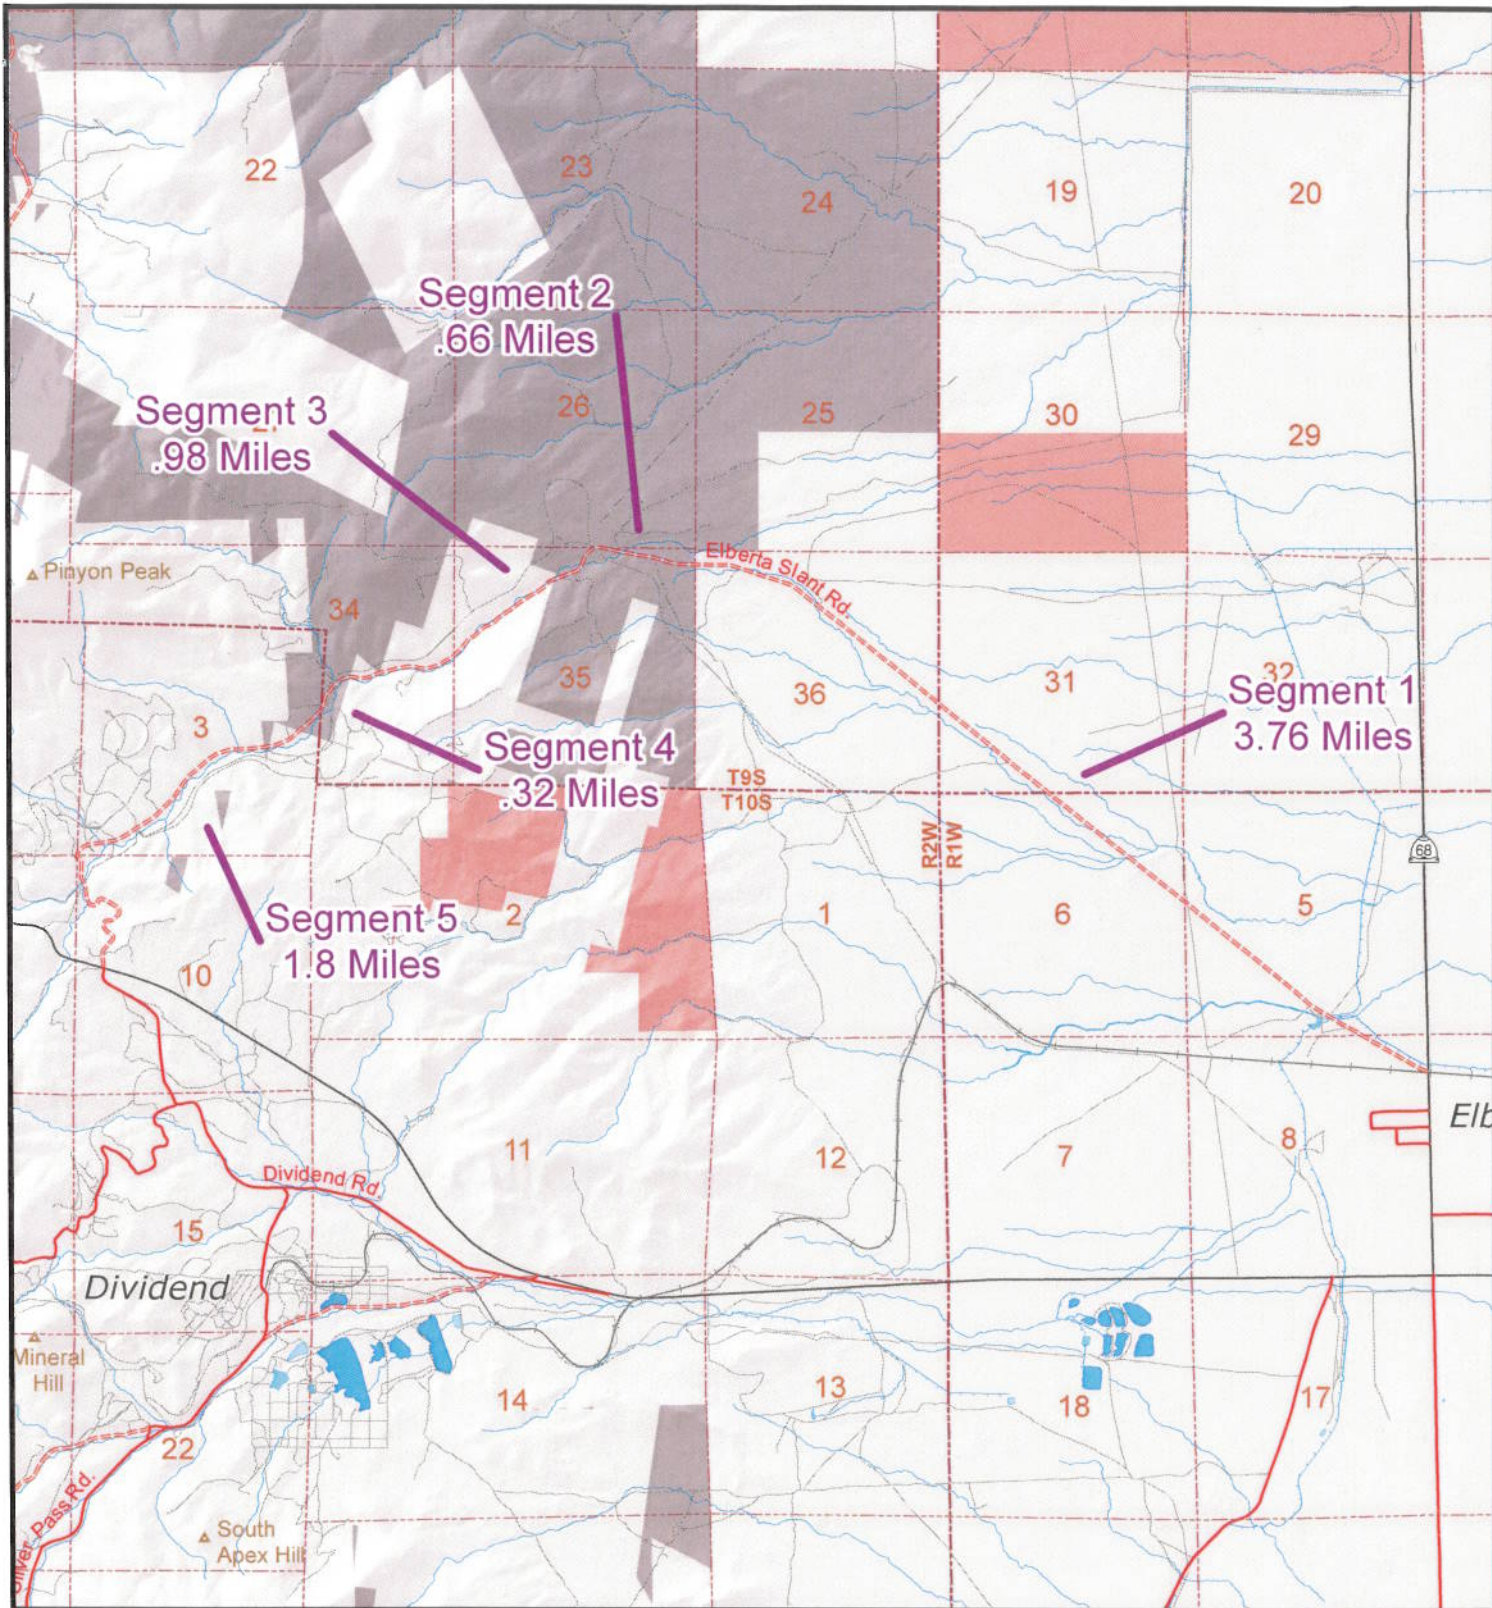 22
23
24
19
20
Segment 2
.66 Miles
Segment 3
.98 Miles
26
25
30
29
Pinyon Peak
Elberta Slant Rd.
34
35
36
31
32
3
Segment 1
3.76 Miles
Segment 4
.32 Miles
T9S
T10S
R2W
R1W
68
Segment 5
1.8 Miles
2
1
6
5
10
11
12
7
8
Elb
Dividend Rd.
15
Dividend
Mineral
Hill
14
13
18
17
22
Silver Pass Rd.
South
Apex Hill